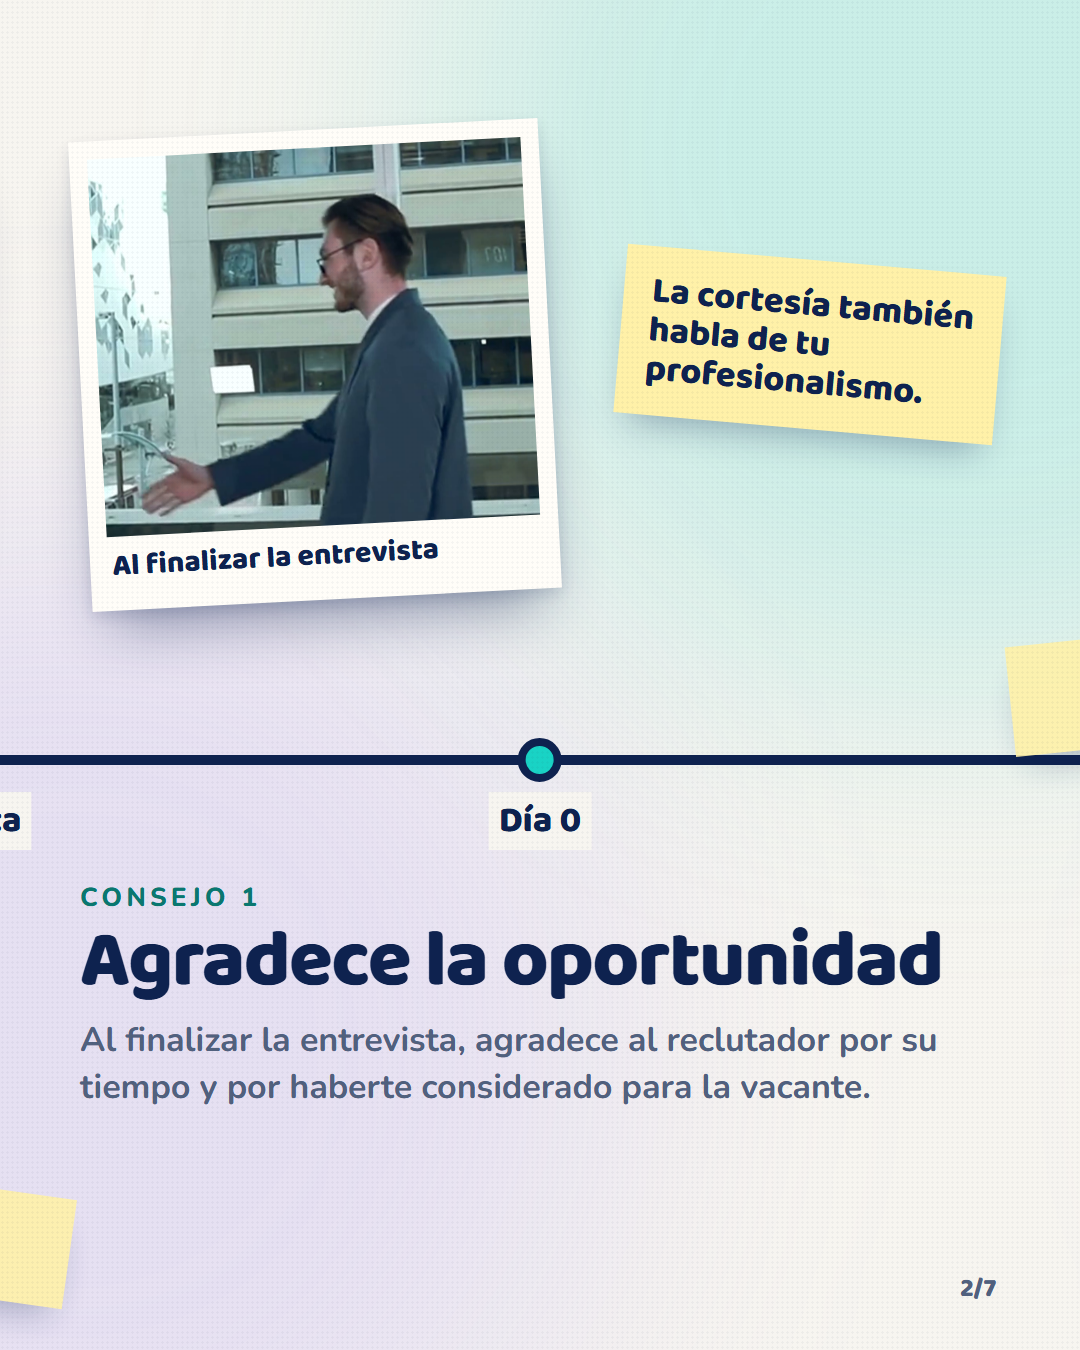 La cortesía también
habla de tu
profesionalismo.
Al finalizar la entrevista
Día 0
CONSEJO 1
Agradece la oportunidad
Al finalizar la entrevista, agradece al reclutador por su
tiempo y por haberte considerado para la vacante.
2/7